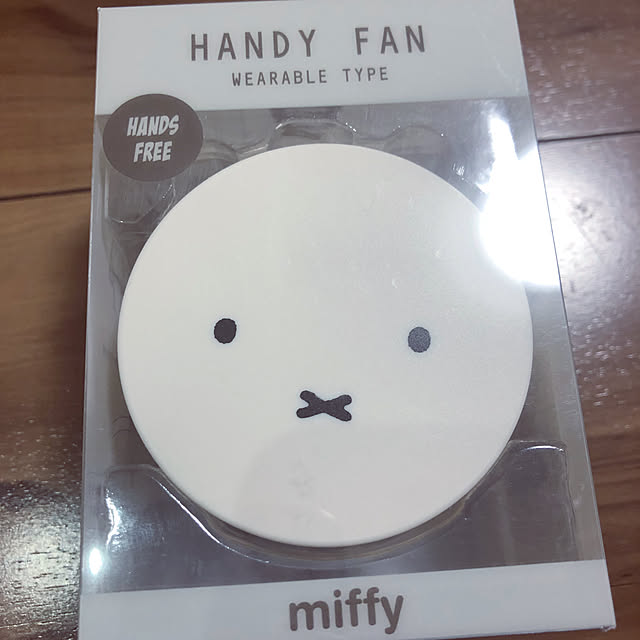 HANDY FAN
WEARABLE TYPE
HANDS
FREE
miffy